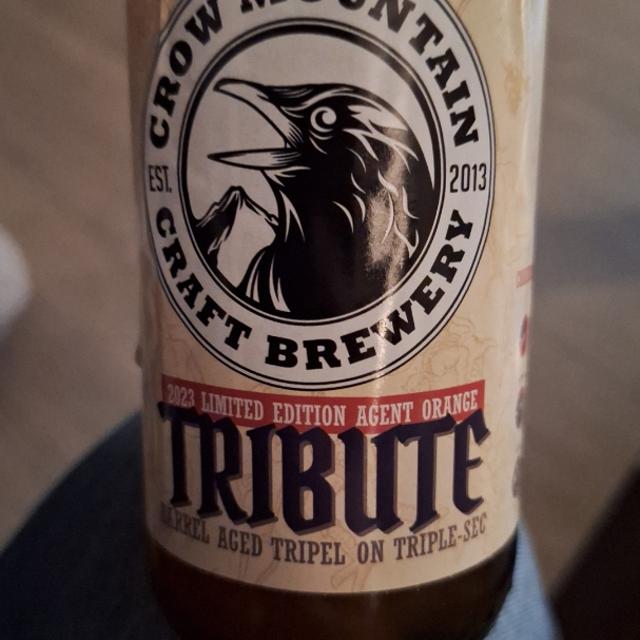 CROW MOUNTAIN
EST. 2013
CRAFT BREWERY
2023 LIMITED EDITION AGENT ORANGE
TRIBUTE
BARREL AGED TRIPEL ON TRIPLE-SEC